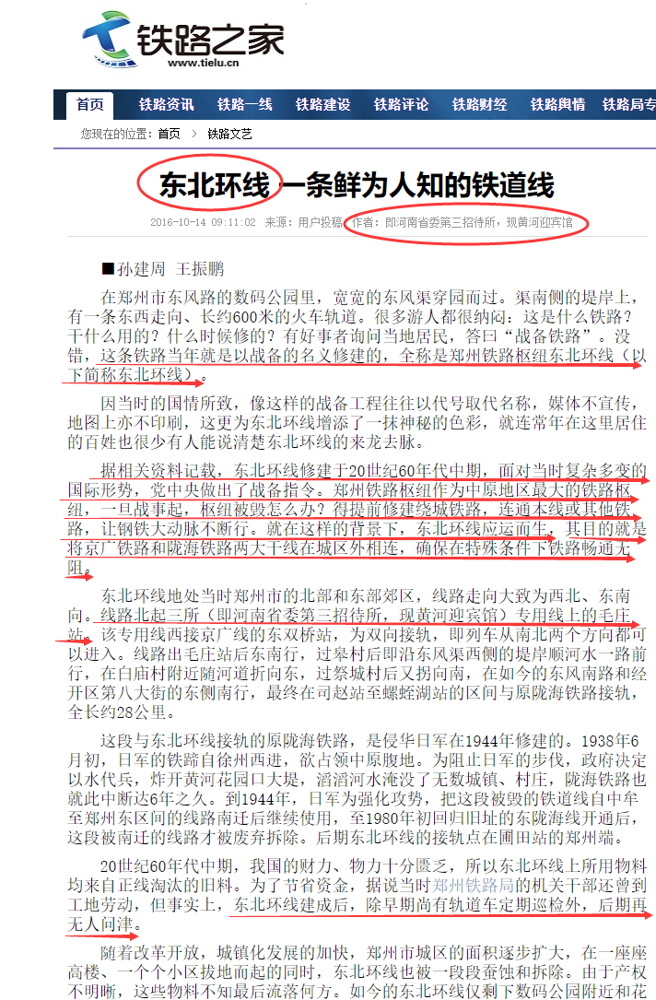 铁路之家
www.tielu.cn
首页 铁路资讯 铁路一线 铁路建设 铁路评论 铁路财经 铁路舆情 铁路局专
您现在的位置：首页 > 铁路文艺
东北环线 一条鲜为人知的铁道线
2016-10-14 09:11:02 来源：用户投稿 作者：即河南省委第三招待所，现黄河迎宾馆
■孙建周 王振鹏
在郑州市东风路的数码公园里，宽宽的东风渠穿园而过。渠南侧的堤岸上，
有一条东西走向、长约600米的火车轨道。很多游人都很纳闷：这是什么铁路？
干什么用的？什么时候修的？有好事者询问当地居民，答曰“战备铁路”。没
错，这条铁路当年就是以战备的名义修建的，全称是郑州铁路枢纽东北环线（以
下简称东北环线）。
因当时的国情所致，像这样的战备工程往往以代号取代名称，媒体不宣传，
地图上亦不印刷，这更为东北环线增添了一抹神秘的色彩，就连常年在这里居住
的百姓也很少有人能说清楚东北环线的来龙去脉。
据相关资料记载，东北环线修建于20世纪60年代中期，面对当时复杂多变的
国际形势，党中央做出了战备指令。郑州铁路枢纽作为中原地区最大的铁路枢
纽，一旦战事起，枢纽被毁怎么办？得提前修建绕城铁路，连通本线或其他铁
路，让钢铁大动脉不断行。就在这样的背景下，东北环线应运而生，其目的就是
将京广铁路和陇海铁路两大干线在城区外相连，确保在特殊条件下铁路畅通无
阻。
东北环线地处当时郑州市的北部和东部郊区，线路走向大致为西北、东南
向。线路北起三所（即河南省委第三招待所，现黄河迎宾馆）专用线上的毛庄
站。该专用线西接京广线的东双桥站，为双向接轨，即列车从南北两个方向都可
以进入。线路出毛庄站后东南行，过皋村后即沿东风渠西侧的堤岸顺河水一路前
行，在白庙村附近随河道折向东，过祭城村后又拐向南，在如今的东风南路和经
开区第八大街的东侧南行，最终在司赵站至螺蛭湖站的区间与原陇海铁路接轨，
全长约28公里。
这段与东北环线接轨的原陇海铁路，是侵华日军在1944年修建的。1938年6
月初，日军的铁蹄自徐州西进，欲占领中原腹地。为阻止日军的步伐，政府决定
以水代兵，炸开黄河花园口大堤，滔滔河水淹没了无数城镇、村庄，陇海铁路也
就此中断达6年之久。到1944年，日军为强化攻势，把这段被毁的铁道线自中牟
至郑州东区间的线路南迁后继续使用，至1980年初回归旧址的东陇海线开通后，
这段被南迁的线路才被废弃拆除。后期东北环线的接轨点在圃田站的郑州端。
20世纪60年代中期，我国的财力、物力十分匮乏，所以东北环线上所用物料
均来自正线淘汰的旧料。为了节省资金，据说当时郑州铁路局的机关干部还曾到
工地劳动，但事实上，东北环线建成后，除早期尚有轨道车定期巡检外，后期再
无人问津。
随着改革开放，城镇化发展的加快，郑州市城区的面积逐步扩大，在一座座
高楼、一个个小区拔地而起的同时，东北环线也被一段段蚕蚀和拆除。由于产权
不明晰，这些物料不知最后流落何方。如今的东北环线仅剩下数码公园附近和花